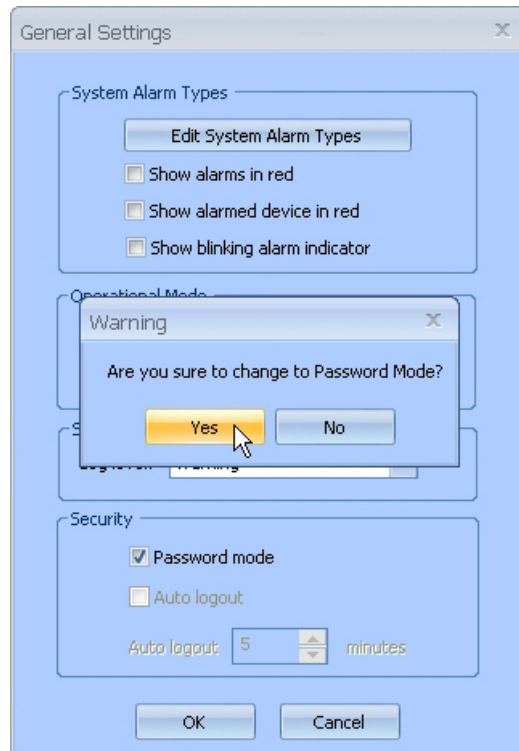 General Settings
System Alarm Types
Edit System Alarm Types
Show alarms in red
Show alarmed device in red
Show blinking alarm indicator
Operational Mode
Warning
Are you sure to change to Password Mode?
Yes
No
Security
Password mode
Auto logout
Auto logout 5 minutes
OK
Cancel